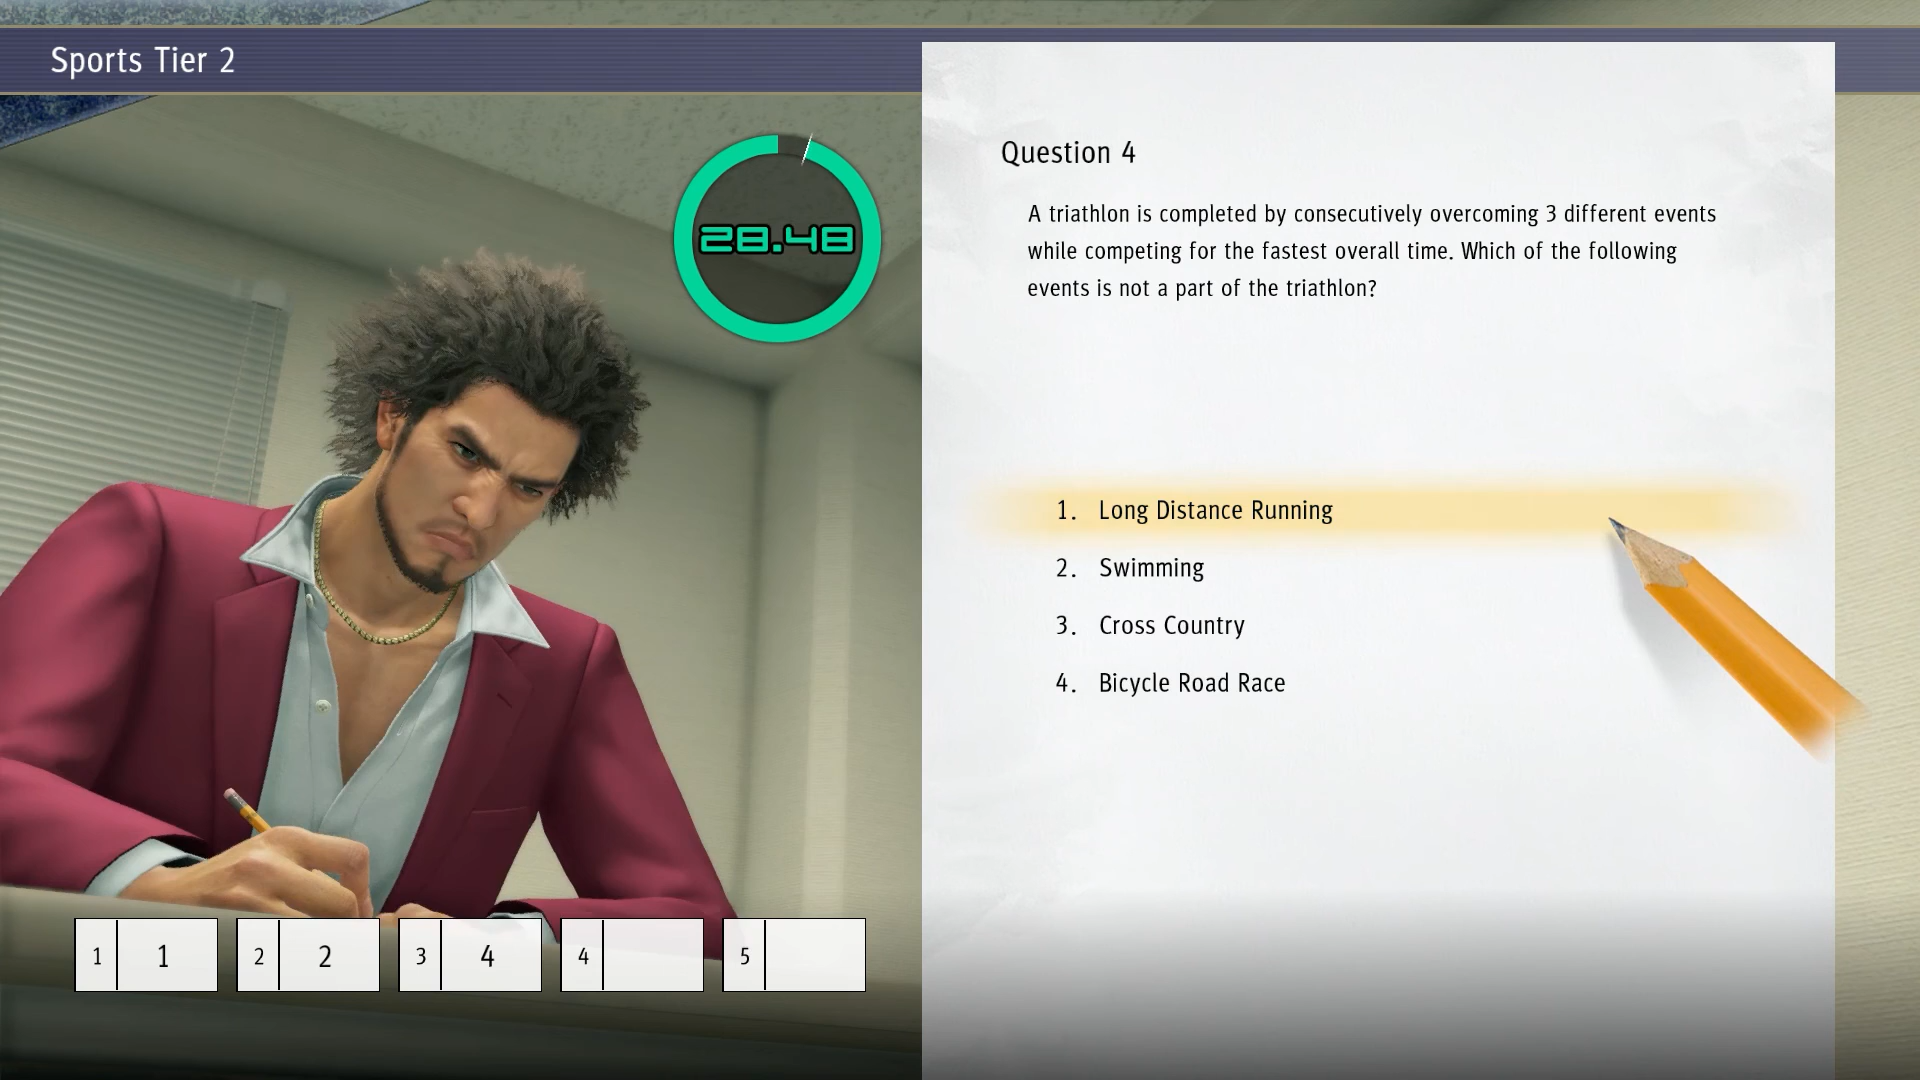 Sports Tier 2
28.48
Question 4
A triathlon is completed by consecutively overcoming 3 different events
while competing for the fastest overall time. Which of the following
events is not a part of the triathlon?
1. Long Distance Running
2. Swimming
3. Cross Country
4. Bicycle Road Race
1 1 2 2 3 4 4 5